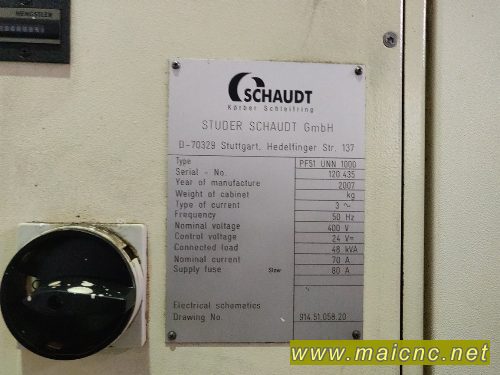 HENGSTLER
SCHAUDT
Körber Schleifring
STUDER SCHAUDT GmbH
D-70329 Stuttgart, Hedelfinger Str. 137
Type PF51 UNN 1000
Serial - No. 120.435
Year of manufacture 2007
Weight of cabinet kg
Type of current 3 ~
Frequency 50 Hz
Nominal voltage 400 V
Control voltage 24 V=
Connected load 48 kVA
Nominal current 70 A
Supply fuse Slow 80 A
Electrical schemetics
Drawing No. 914.51.058.20
www.maicnc.net